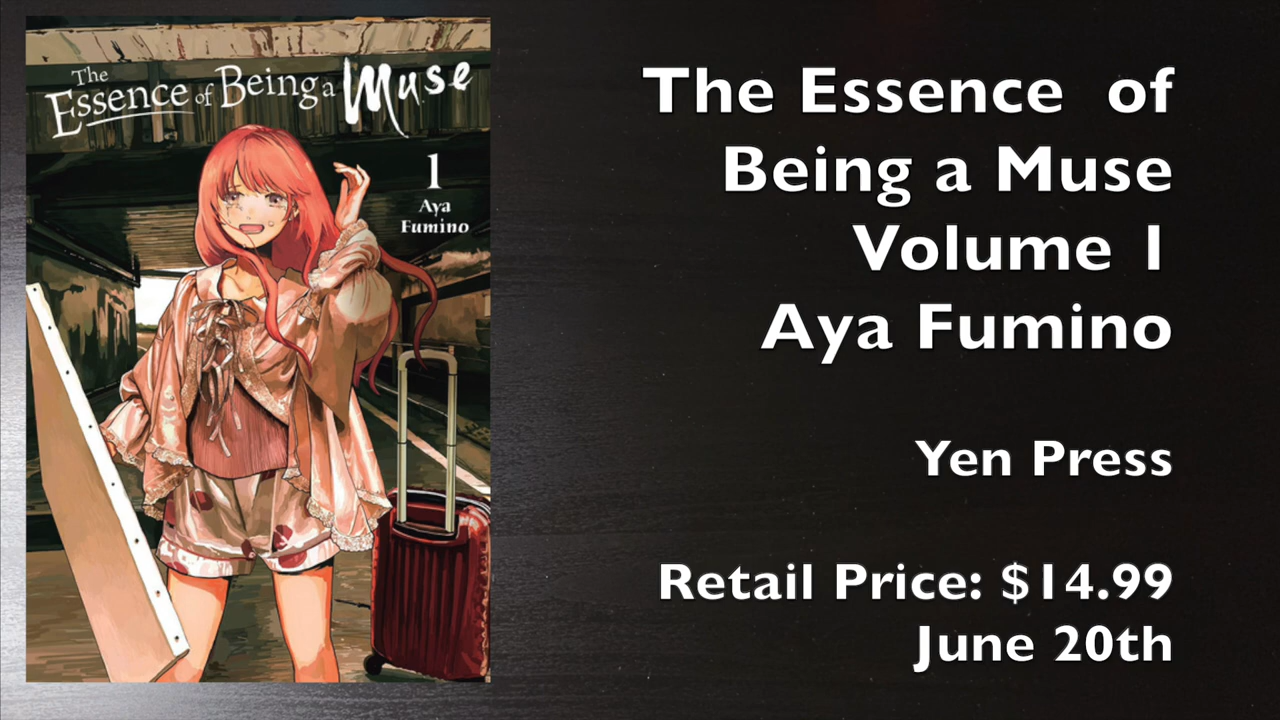 The
Essence of Being a Muse
1
Aya
Fumino
The Essence of
Being a Muse
Volume 1
Aya Fumino
Yen Press
Retail Price: $14.99
June 20th